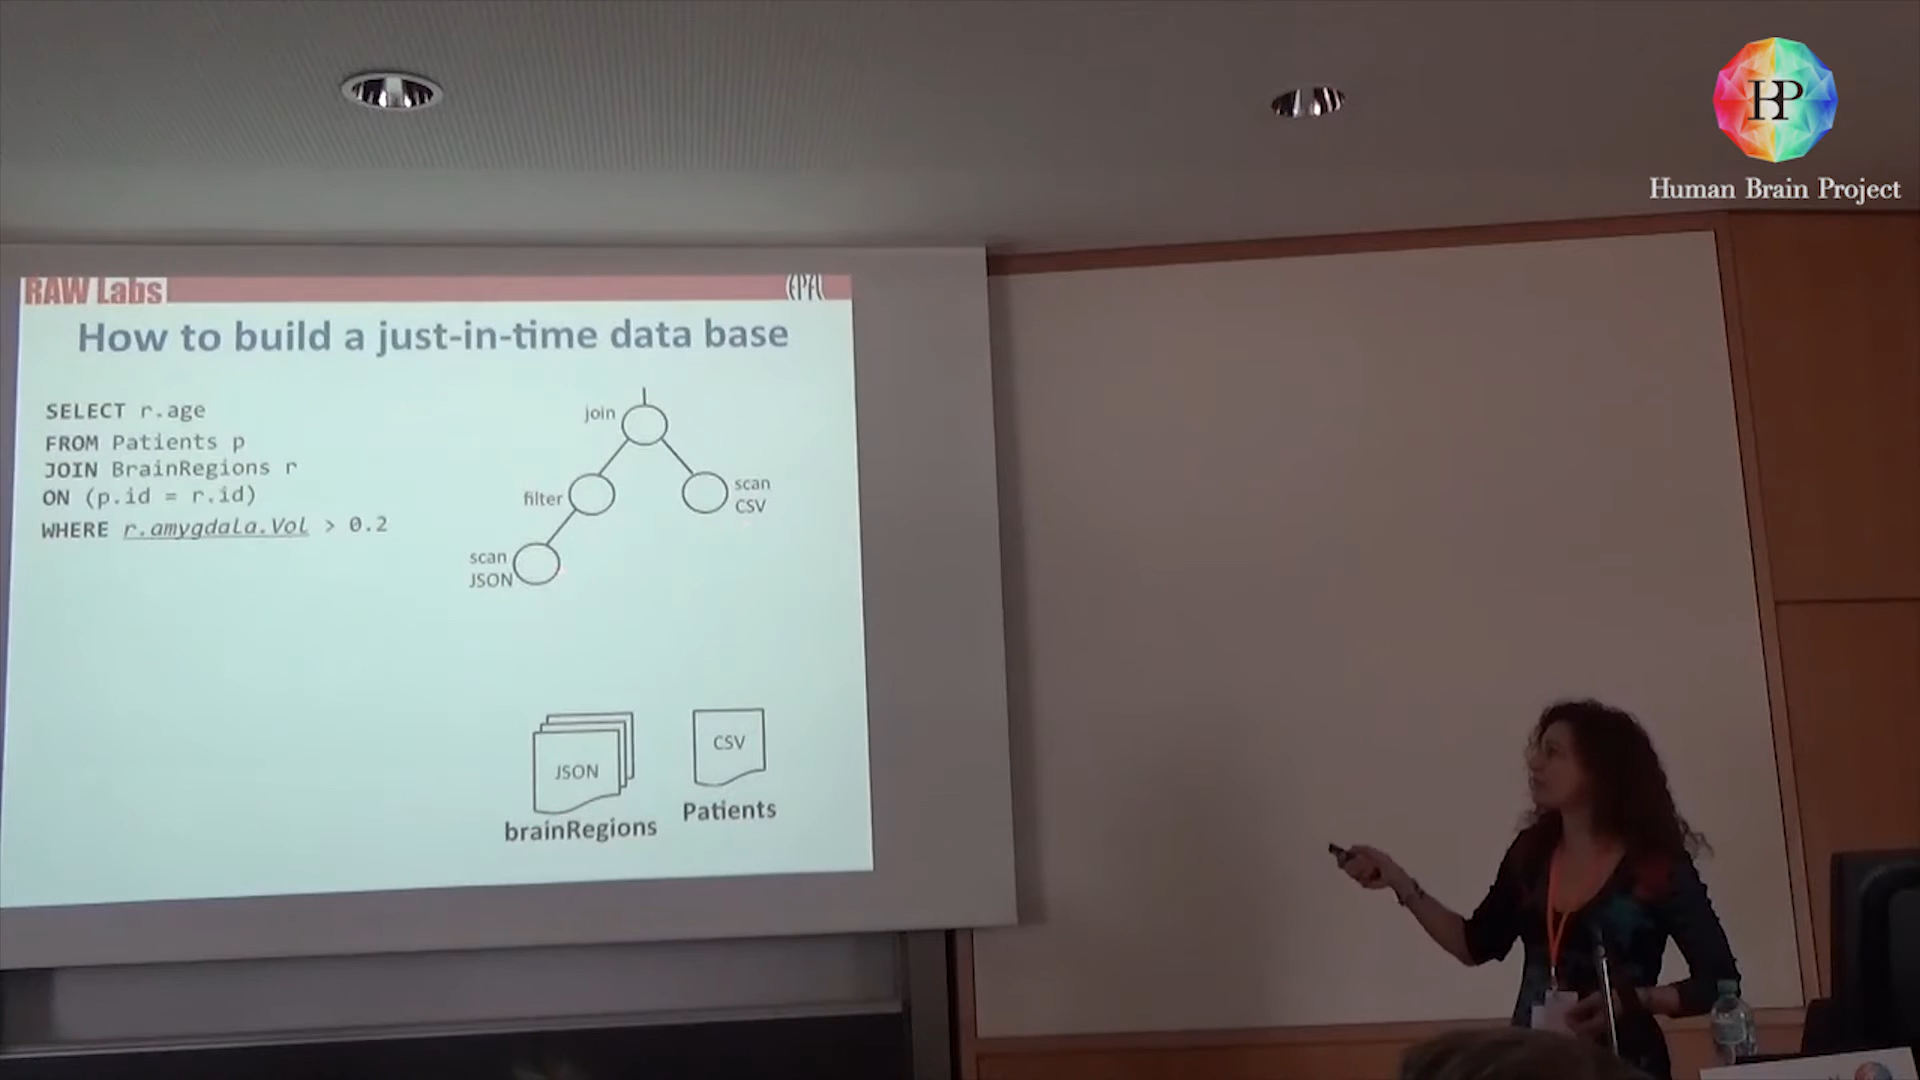 HBP
Human Brain Project
RAW Labs
EPFL
How to build a just-in-time data base
SELECT r.age
FROM Patients p
JOIN BrainRegions r
ON (p.id = r.id)
WHERE r.amygdala.Vol > 0.2
join
filter
scan
CSV
scan
JSON
JSON
brainRegions
CSV
Patients